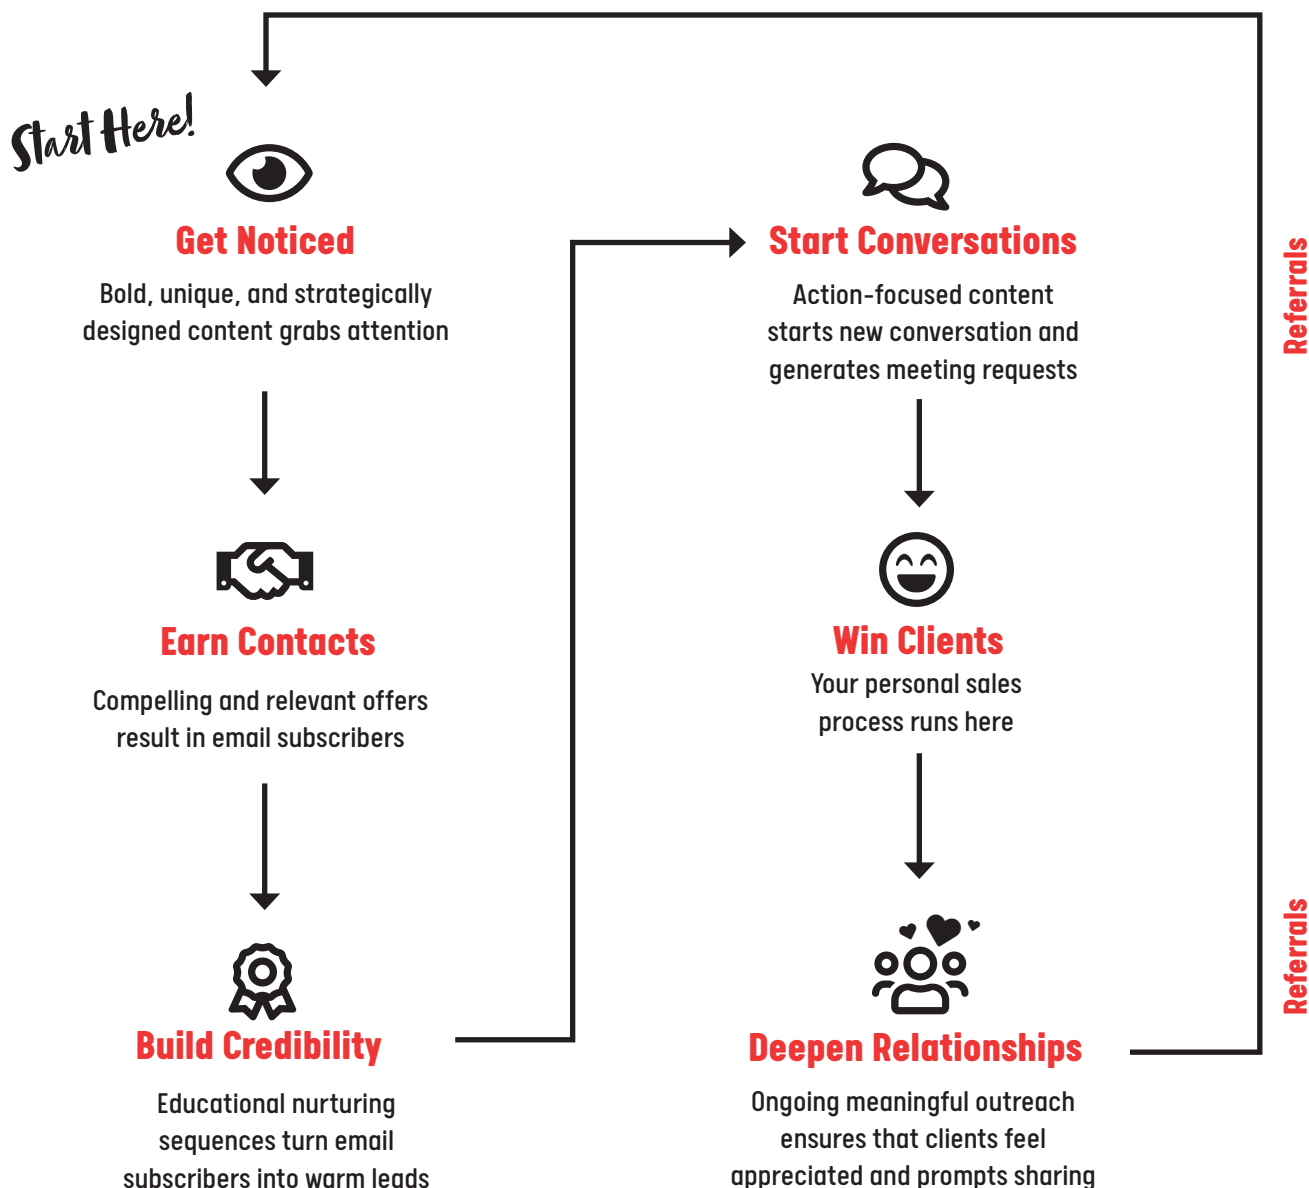 Start Here!
Get Noticed
Bold, unique, and strategically
designed content grabs attention
Earn Contacts
Compelling and relevant offers
result in email subscribers
Build Credibility
Educational nurturing
sequences turn email
subscribers into warm leads
Start Conversations
Action-focused content
starts new conversation and
generates meeting requests
Win Clients
Your personal sales
process runs here
Deepen Relationships
Ongoing meaningful outreach
ensures that clients feel
appreciated and prompts sharing
Referrals
Referrals